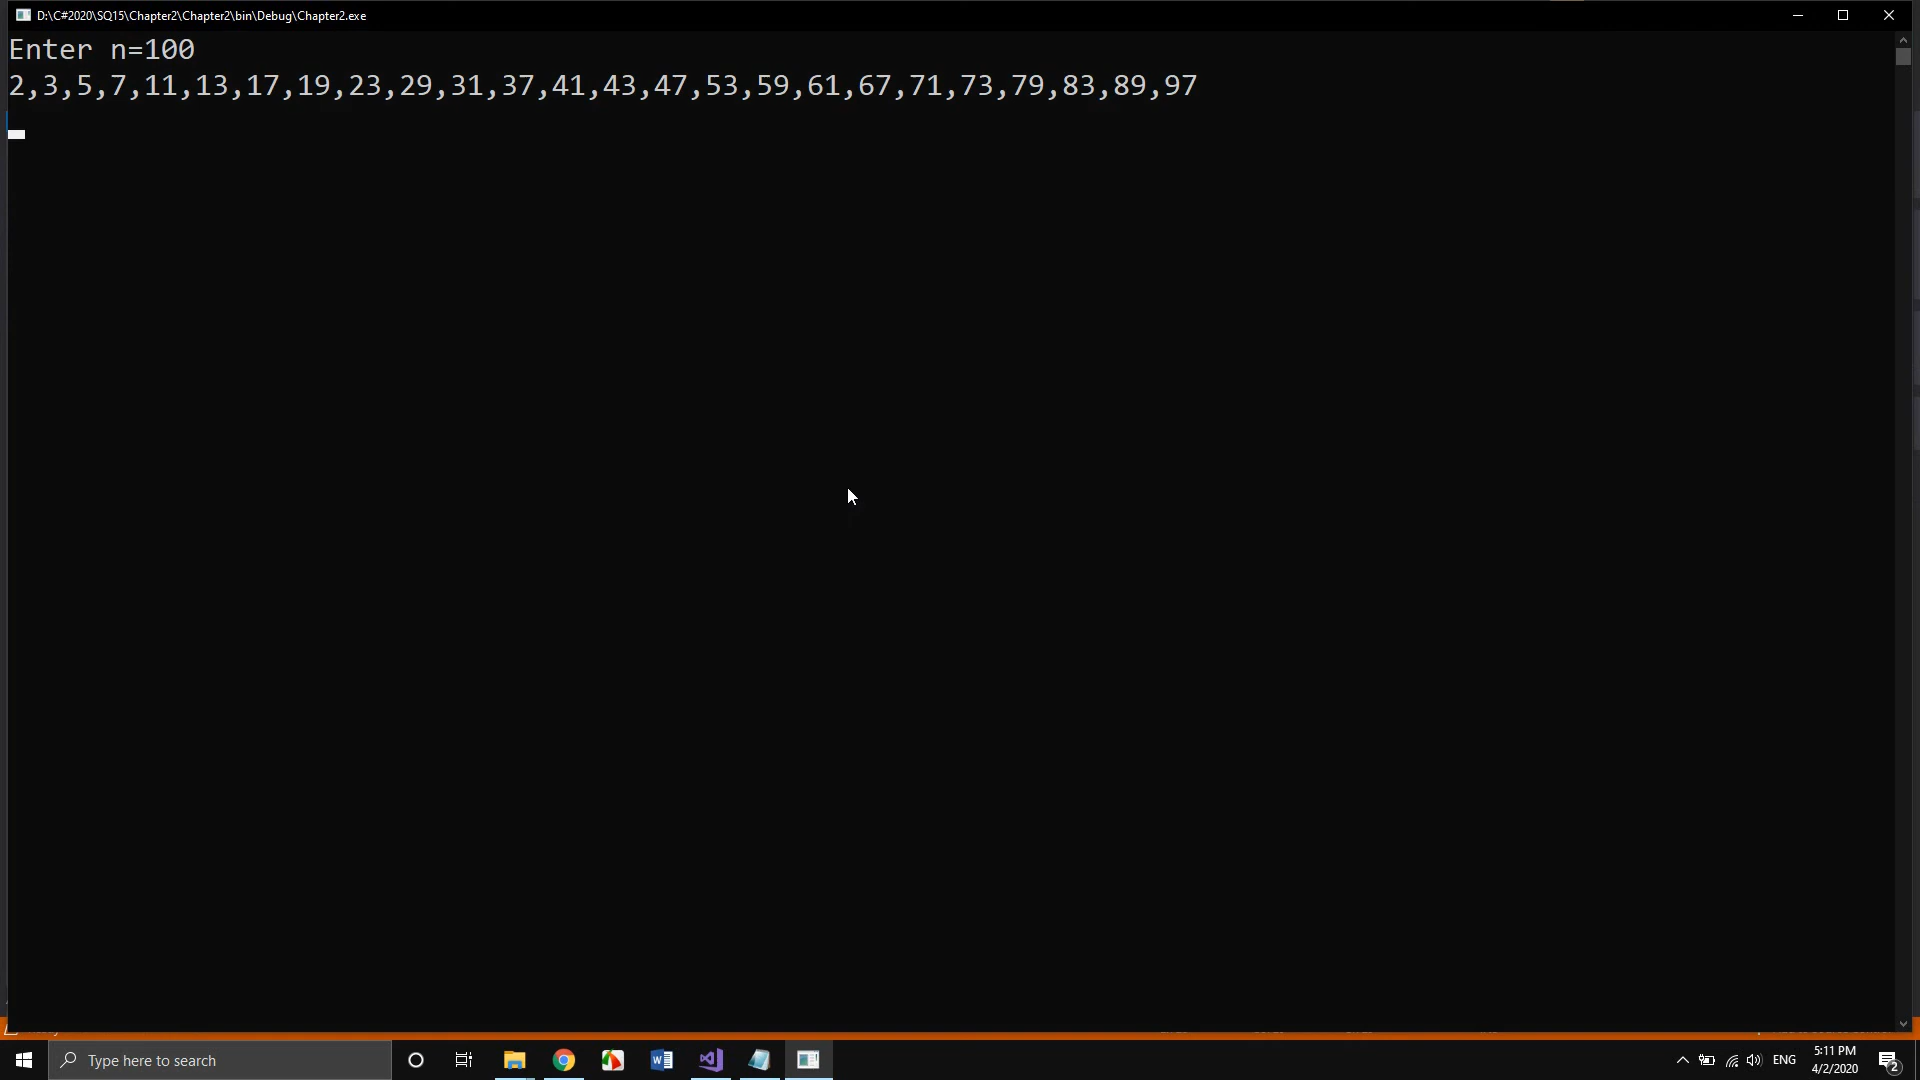 D:\C#2020\SQ15\Chapter2\Chapter2\bin\Debug\Chapter2.exe
Enter n=100
2,3,5,7,11,13,17,19,23,29,31,37,41,43,47,53,59,61,67,71,73,79,83,89,97
Type here to search
ENG
5:11 PM
4/2/2020
2